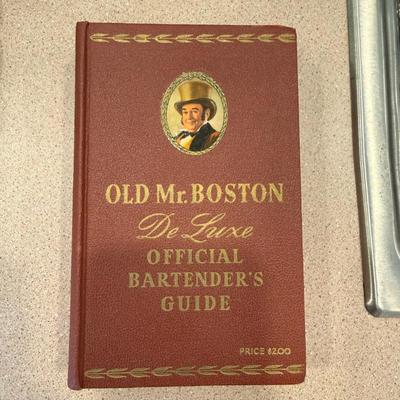 OLD Mr. BOSTON
De Luxe
OFFICIAL
BARTENDER'S
GUIDE
PRICE $2.00